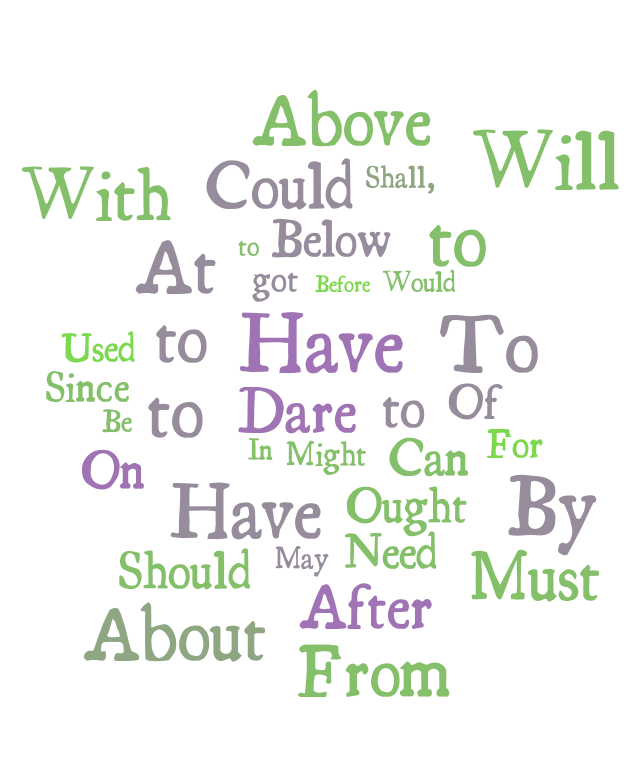 Above
Will
With Could Shall,
At to Below to
got Before Would
Used to Have To
Since
Be to Dare to Of
On In Might Can For
Have Ought By
Should May Need Must
About After
From